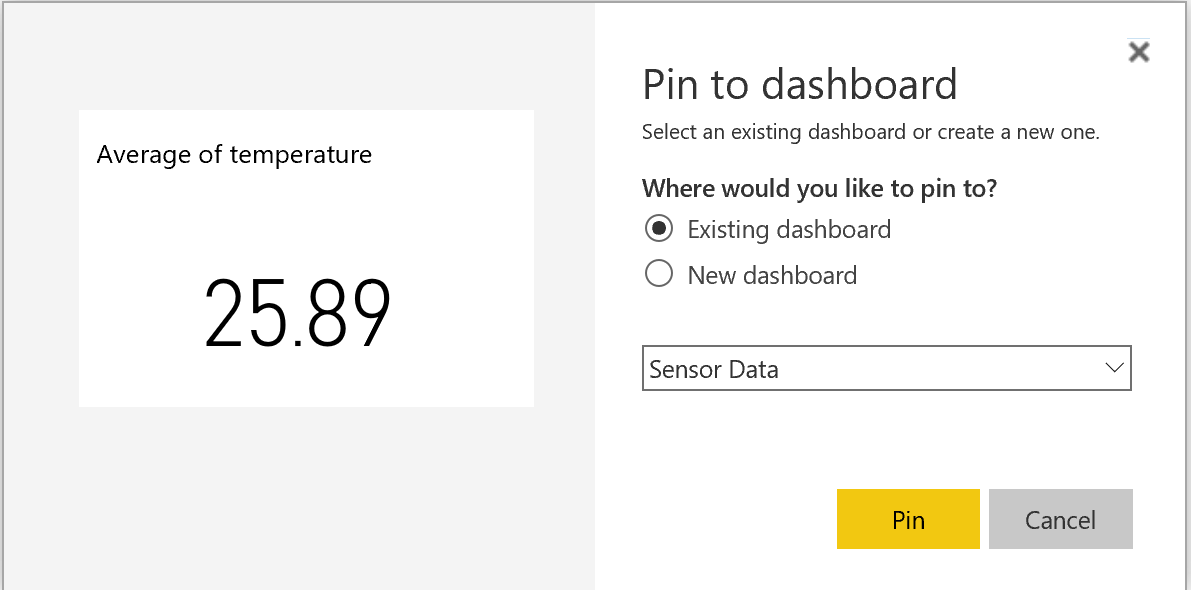 Average of temperature
25.89
Pin to dashboard
Select an existing dashboard or create a new one.
Where would you like to pin to?
Existing dashboard
New dashboard
Sensor Data
Pin
Cancel